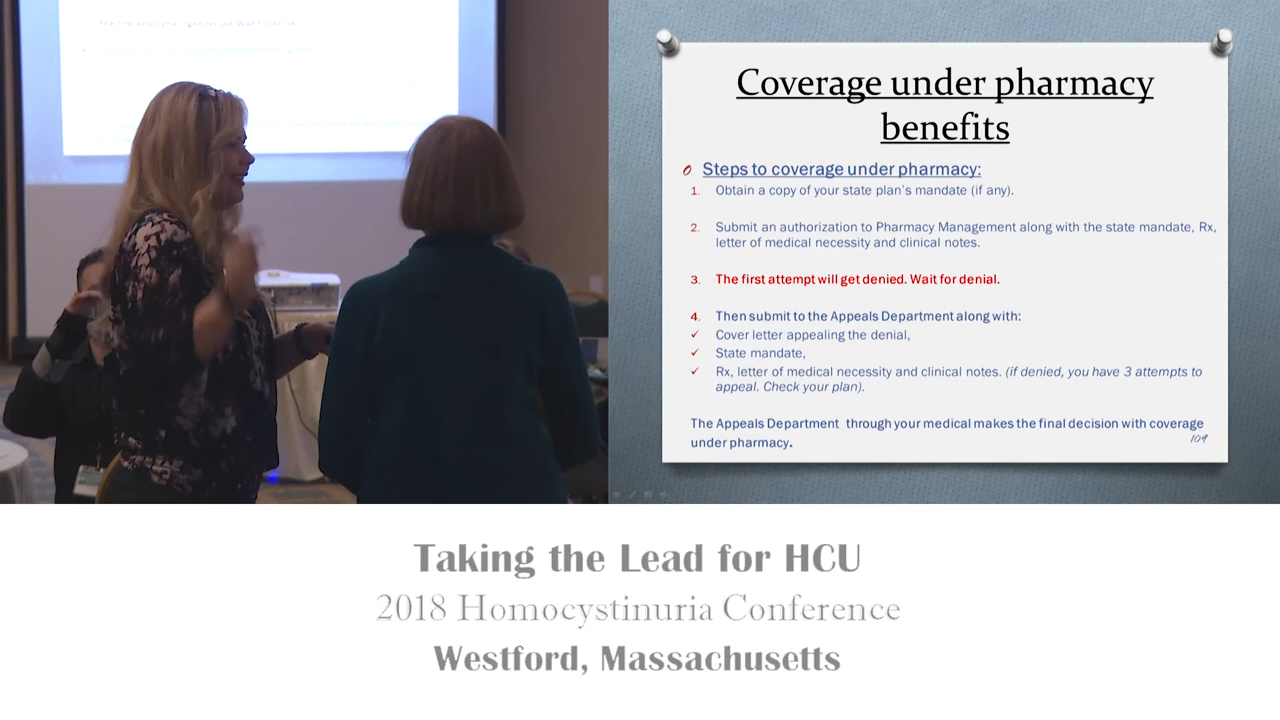 Coverage under pharmacy
benefits
Steps to coverage under pharmacy:
1. Obtain a copy of your state plan's mandate (if any).
2. Submit an authorization to Pharmacy Management along with the state mandate, Rx,
letter of medical necessity and clinical notes.
3. The first attempt will get denied. Wait for denial.
4. Then submit to the Appeals Department along with:
✓ Cover letter appealing the denial,
✓ State mandate,
✓ Rx, letter of medical necessity and clinical notes. (if denied, you have 3 attempts to
appeal. Check your plan).
The Appeals Department through your medical makes the final decision with coverage
under pharmacy.
109
Taking the Lead for HCU
2018 Homocystinuria Conference
Westford, Massachusetts